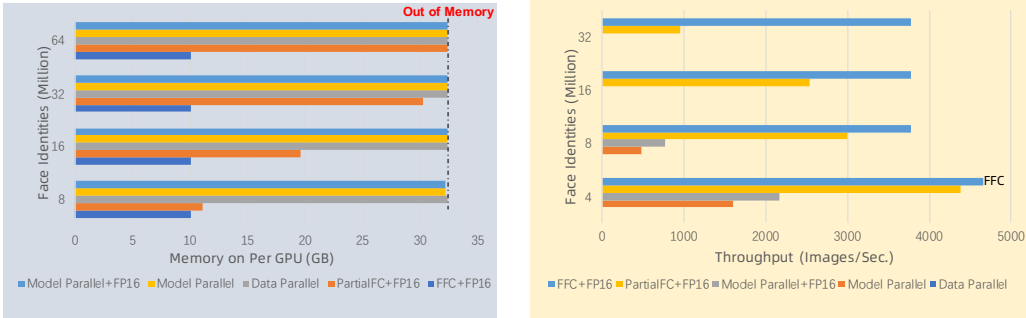 Out of Memory
Face Identities (Million)
64
32
16
8
0 5 10 15 20 25 30 35
Memory on Per GPU (GB)
Model Parallel+FP16 Model Parallel Data Parallel PartialFC+FP16 FFC+FP16
Face Identities (Million)
32
16
8
4
FFC
0 1000 2000 3000 4000 5000
Throughput (Images/Sec.)
FFC+FP16 PartialFC+FP16 Model Parallel+FP16 Model Parallel Data Parallel